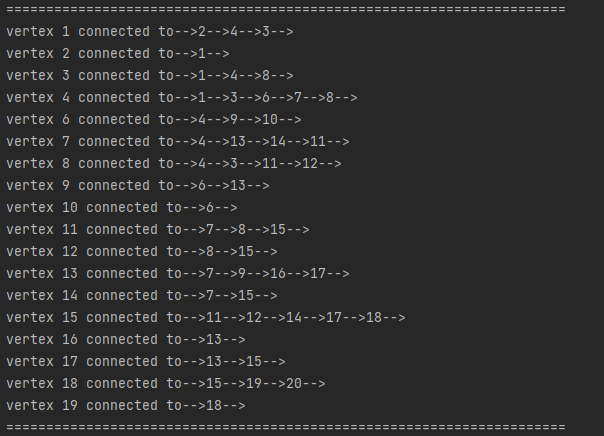 ======================================================================
vertex 1 connected to-->2-->4-->3-->
vertex 2 connected to-->1-->
vertex 3 connected to-->1-->4-->8-->
vertex 4 connected to-->1-->3-->6-->7-->8-->
vertex 6 connected to-->4-->9-->10-->
vertex 7 connected to-->4-->13-->14-->11-->
vertex 8 connected to-->4-->3-->11-->12-->
vertex 9 connected to-->6-->13-->
vertex 10 connected to-->6-->
vertex 11 connected to-->7-->8-->15-->
vertex 12 connected to-->8-->15-->
vertex 13 connected to-->7-->9-->16-->17-->
vertex 14 connected to-->7-->15-->
vertex 15 connected to-->11-->12-->14-->17-->18-->
vertex 16 connected to-->13-->
vertex 17 connected to-->13-->15-->
vertex 18 connected to-->15-->19-->20-->
vertex 19 connected to-->18-->
======================================================================